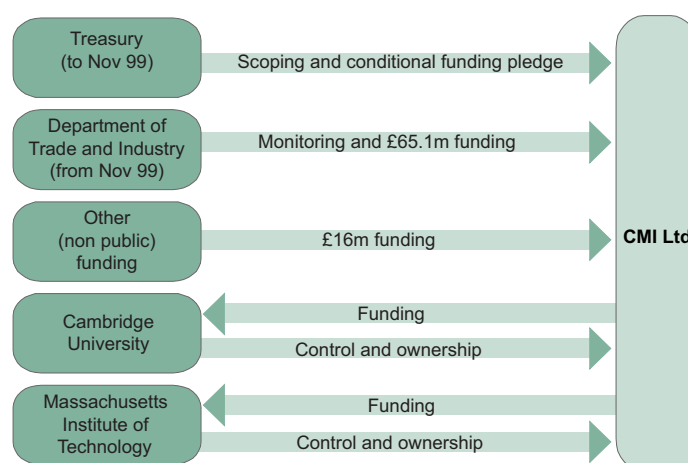 Treasury
(to Nov 99)
Scoping and conditional funding pledge
Department of
Trade and Industry
(from Nov 99)
Monitoring and £65.1m funding
Other
(non public)
funding
£16m funding
CMI Ltd
Cambridge
University
Funding
Control and ownership
Massachusetts
Institute of
Technology
Funding
Control and ownership